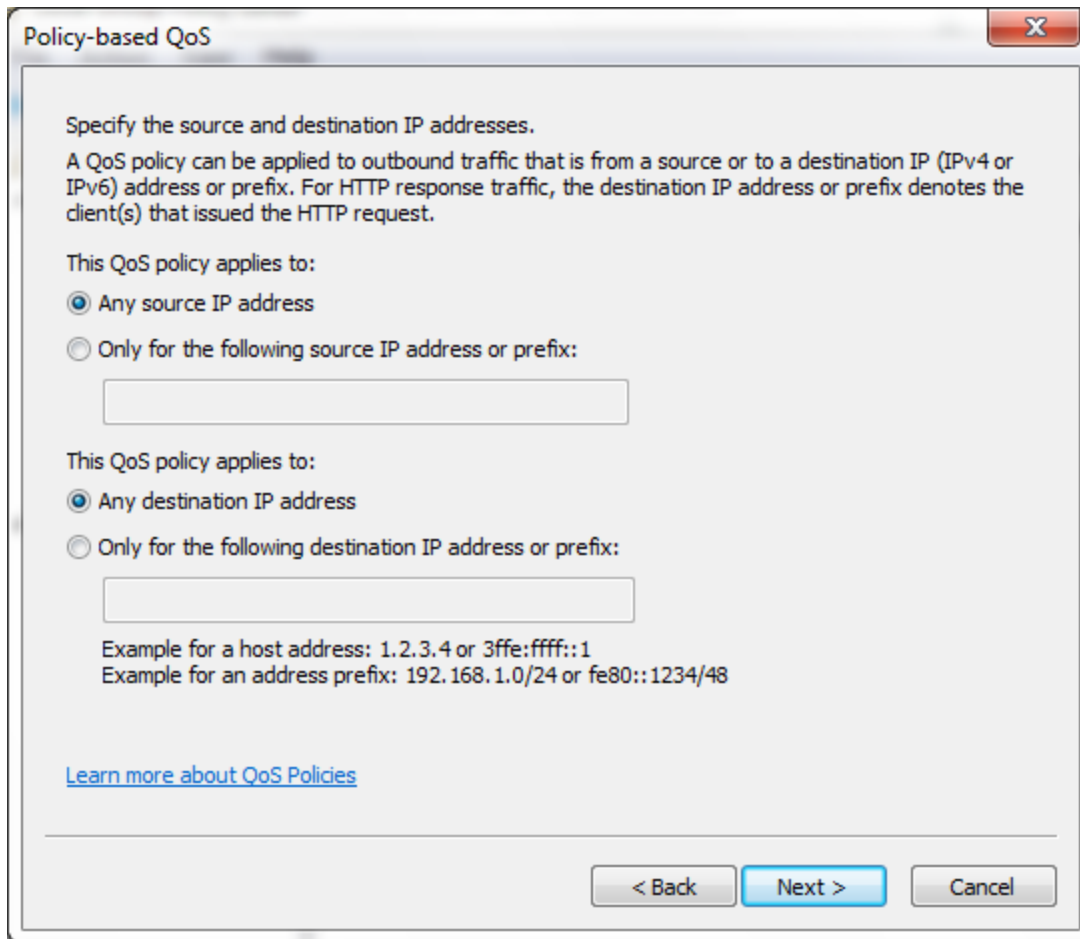 Policy-based QoS
Specify the source and destination IP addresses.
A QoS policy can be applied to outbound traffic that is from a source or to a destination IP (IPv4 or
IPv6) address or prefix. For HTTP response traffic, the destination IP address or prefix denotes the
client(s) that issued the HTTP request.
This QoS policy applies to:
Any source IP address
Only for the following source IP address or prefix:
This QoS policy applies to:
Any destination IP address
Only for the following destination IP address or prefix:
Example for a host address: 1.2.3.4 or 3ffe:ffff::1
Example for an address prefix: 192.168.1.0/24 or fe80::1234/48
Learn more about QoS Policies
< Back Next > Cancel